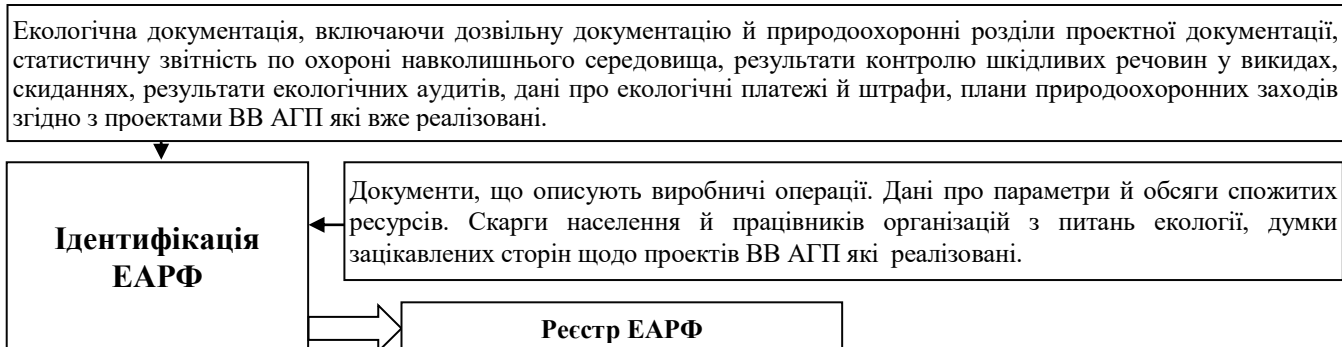 Екологічна документація, включаючи дозвільну документацію й природоохоронні розділи проектної документації,
статистичну звітність по охороні навколишнього середовища, результати контролю шкідливих речовин у викидах,
скиданнях, результати екологічних аудитів, дані про екологічні платежі й штрафи, плани природоохоронних заходів
згідно з проектами ВВ АГП які вже реалізовані.
Документи, що описують виробничі операції. Дані про параметри й обсяги спожитих
ресурсів. Скарги населення й працівників організацій з питань екології, думки
зацікавлених сторін щодо проектів ВВ АГП які реалізовані.
Ідентифікація
ЕАРФ
Реєстр ЕАРФ